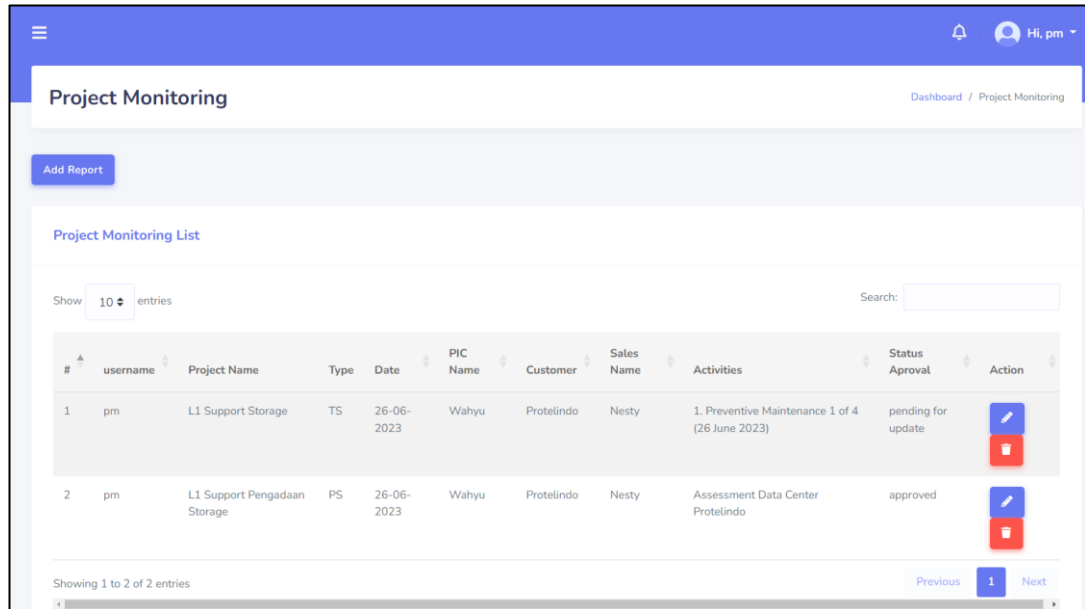 Hi, pm
Project Monitoring
Dashboard / Project Monitoring
Add Report
Project Monitoring List
Show 10 entries
Search:
# username Project Name Type Date PIC Name Customer Sales Name Activities Status Aproval Action
1 pm L1 Support Storage TS 26-06-2023 Wahyu Protelindo Nesty 1. Preventive Maintenance 1 of 4 (26 June 2023) pending for update
2 pm L1 Support Pengadaan Storage PS 26-06-2023 Wahyu Protelindo Nesty Assessment Data Center Protelindo approved
Showing 1 to 2 of 2 entries
Previous 1 Next